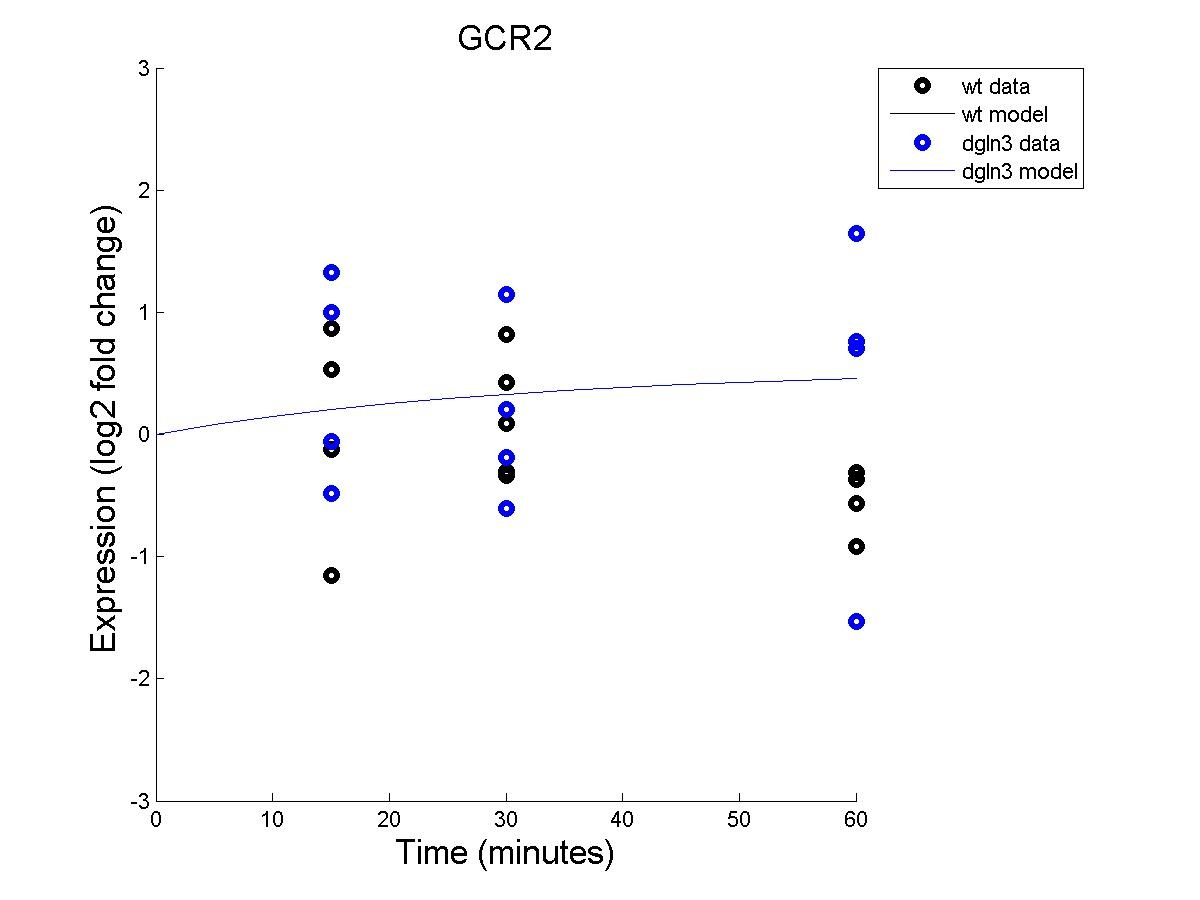 GCR2
3
2
1
0
-1
-2
-3
Expression (log2 fold change)
0 10 20 30 40 50 60
Time (minutes)
wt data
wt model
dgln3 data
dgln3 model